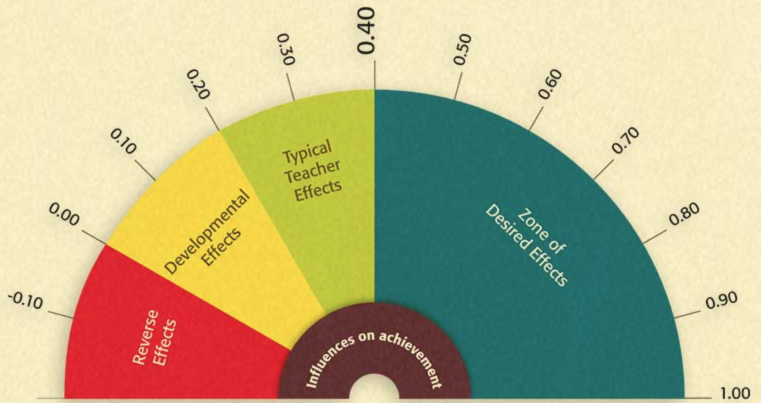 -0.10
0.00
0.10
0.20
0.30
0.40
0.50
0.60
0.70
0.80
0.90
1.00
Reverse
Effects
Developmental
Effects
Typical
Teacher
Effects
Zone of
Desired Effects
Influences on achievement